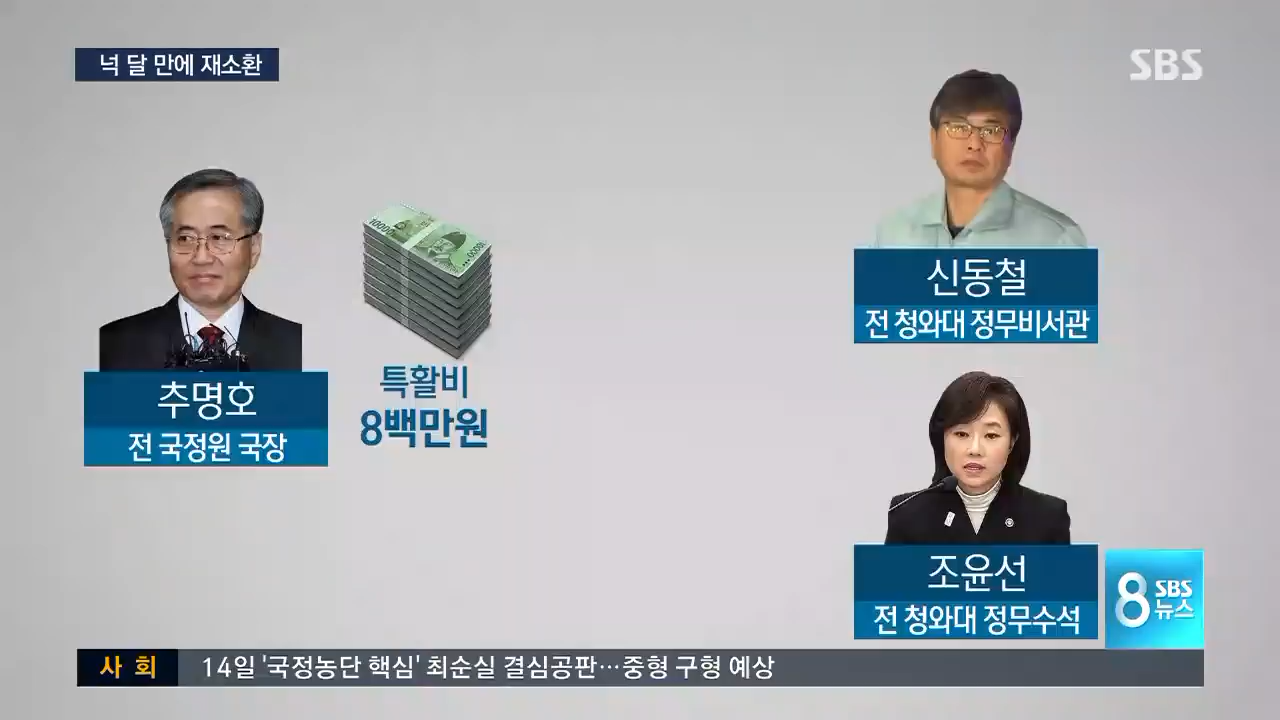 넉 달 만에 재소환
SBS
신동철
전 청와대 정무비서관
특활비
8백만원
추명호
전 국정원 국장
조윤선
전 청와대 정무수석
8 SBS 뉴스
사 회
14일 '국정농단 핵심' 최순실 결심공판…중형 구형 예상